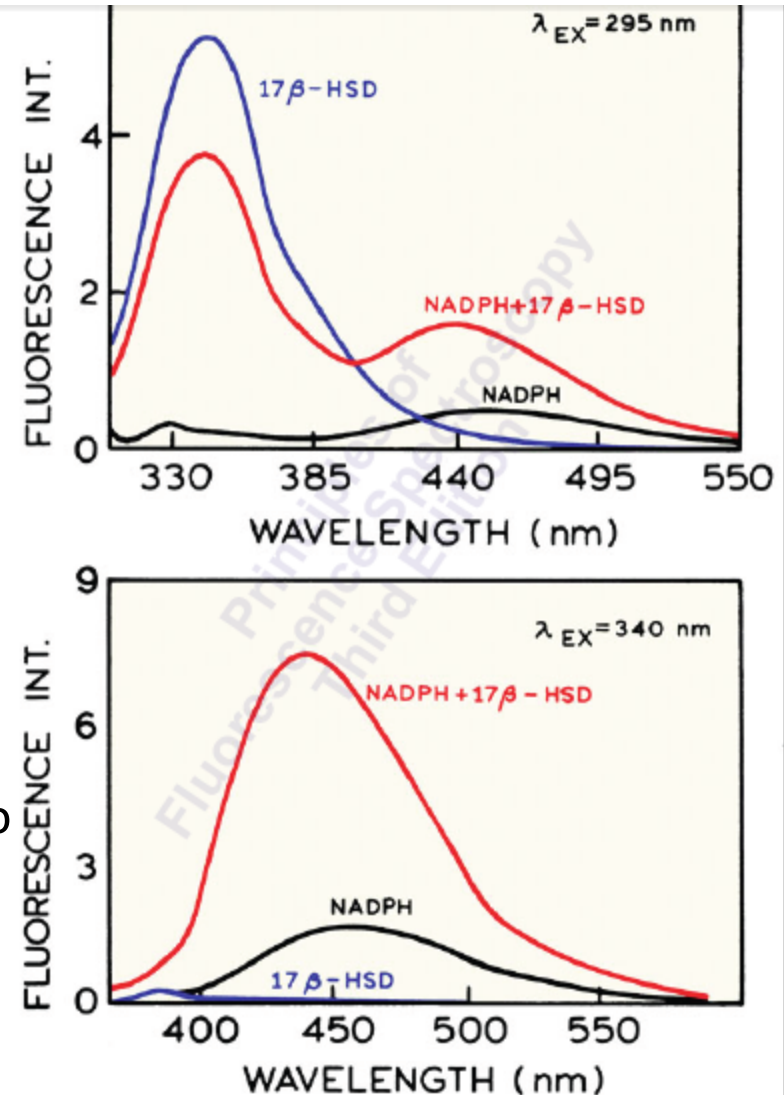 λ EX = 295 nm
17β-HSD
FLUORESCENCE INT.
4
2
0
NADPH+17β-HSD
NADPH
330 385 440 495 550
WAVELENGTH (nm)
Principles of
Fluorescence Spectroscopy
Third Edition
9
6
3
0
FLUORESCENCE INT.
λ EX = 340 nm
NADPH+17β-HSD
NADPH
17β-HSD
400 450 500 550
WAVELENGTH (nm)